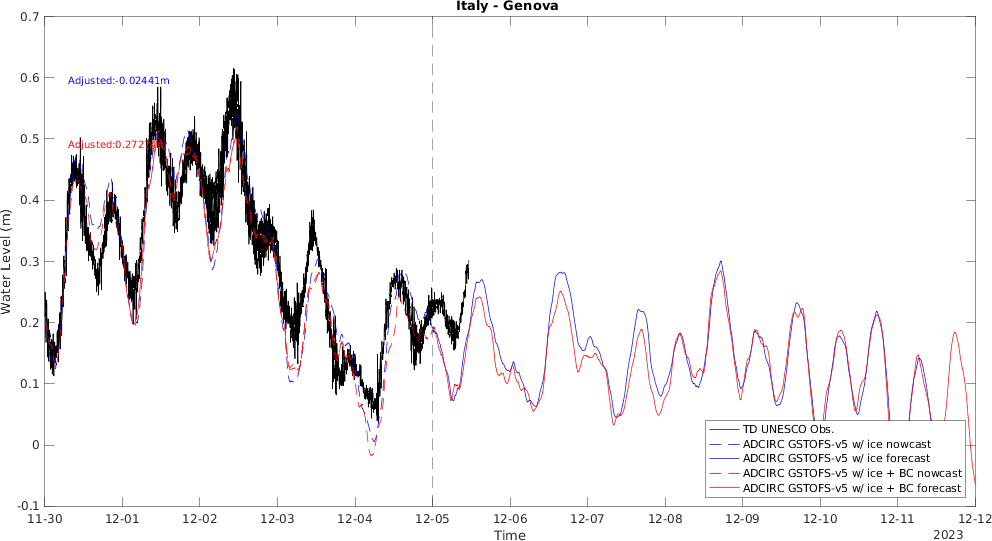 Italy - Genova
0.7
0.6
0.5
0.4
0.3
0.2
0.1
0
-0.1
Water Level (m)
Adjusted:-0.02441m
TD UNESCO Obs.
ADCIRC GSTOFS-v5 w/ ice nowcast
ADCIRC GSTOFS-v5 w/ ice forecast
ADCIRC GSTOFS-v5 w/ ice + BC nowcast
ADCIRC GSTOFS-v5 w/ ice + BC forecast
11-30 12-01 12-02 12-03 12-04 12-05 12-06 12-07 12-08 12-09 12-10 12-11 12-12
Time
2023